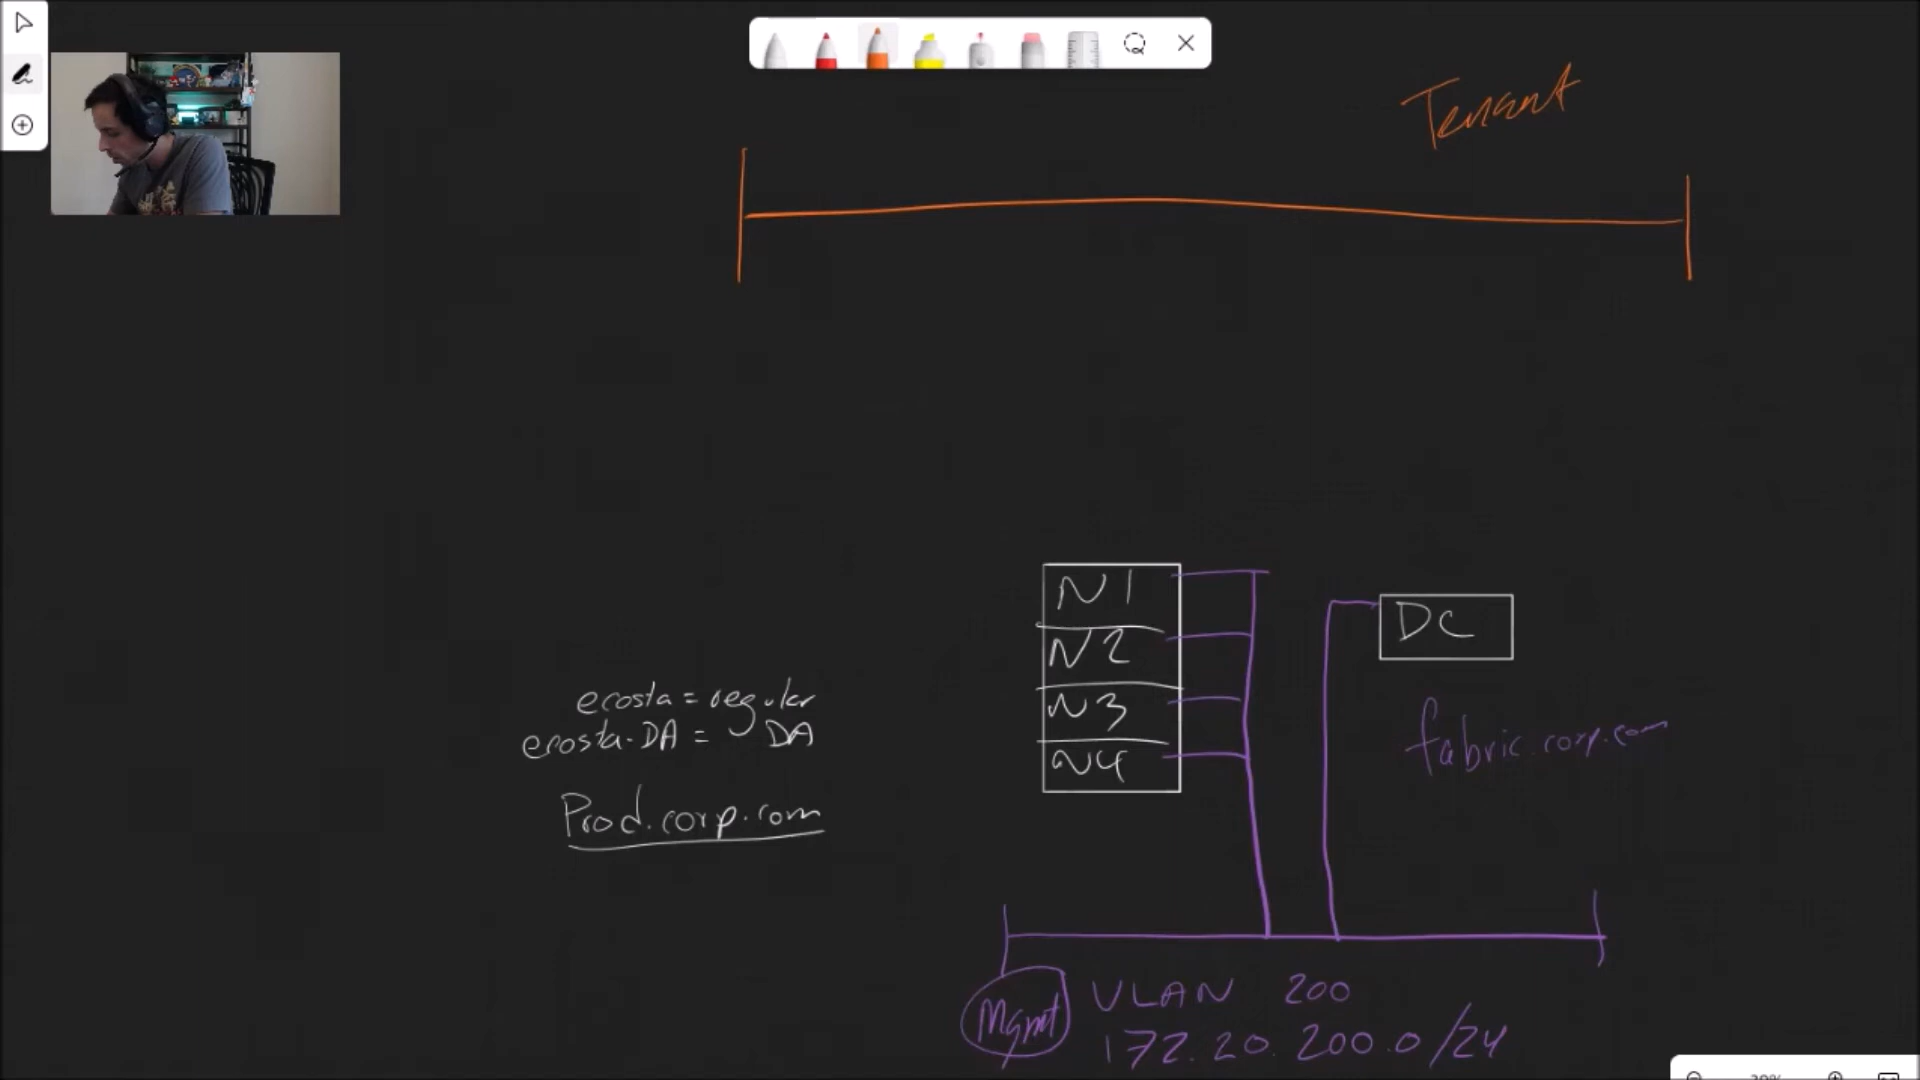 Tenant
N1
N2
N3
N4
DC
fabric.corp.com
ecosta = regular
ecosta-DA = DA
Prod.corp.com
Mgmt
VLAN 200
172.20.200.0/24